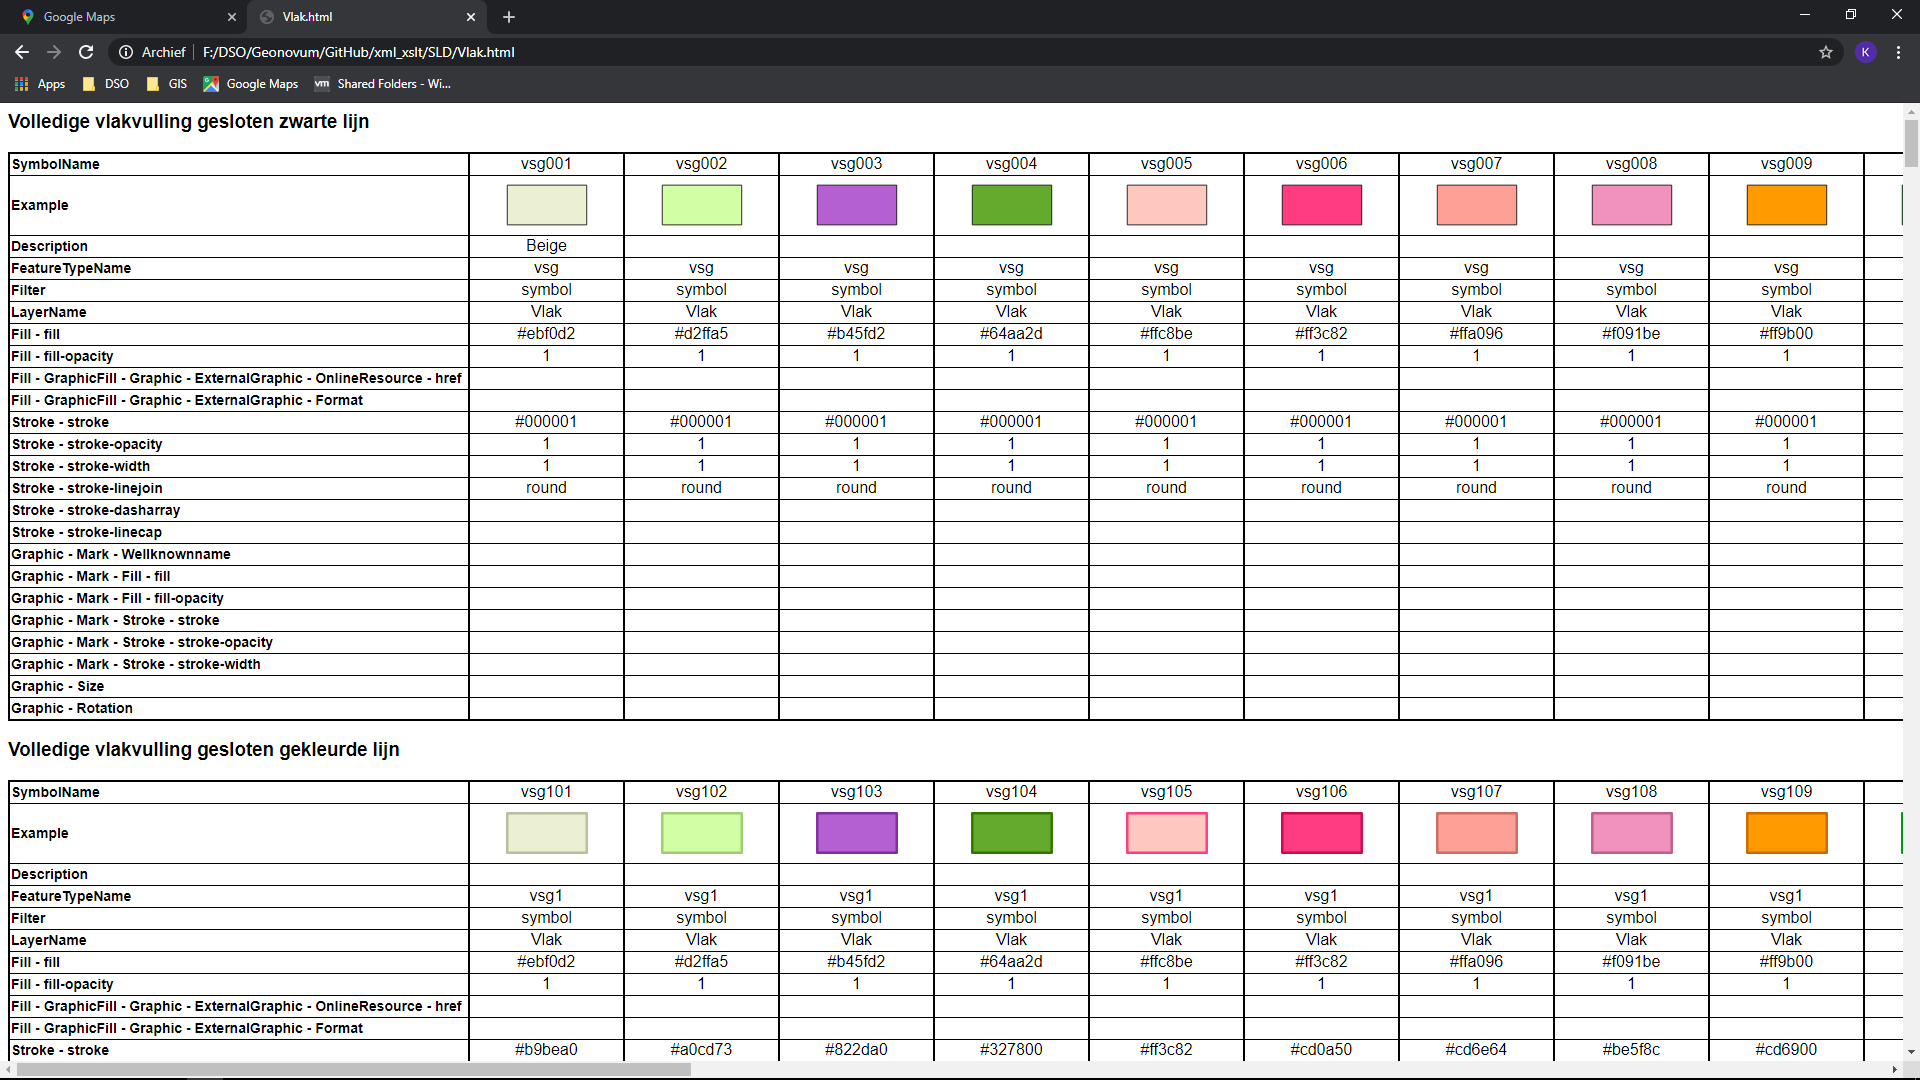 Google Maps
Vlak.html
Archief F:/DSO/Geonovum/GitHub/xml_xslt/SLD/Vlak.html
K
Apps DSO GIS Google Maps vm Shared Folders - Wi...
Volledige vlakvulling gesloten zwarte lijn
SymbolName vsg001 vsg002 vsg003 vsg004 vsg005 vsg006 vsg007 vsg008 vsg009
Example
Description Beige
FeatureTypeName vsg vsg vsg vsg vsg vsg vsg vsg vsg
Filter symbol symbol symbol symbol symbol symbol symbol symbol symbol
LayerName Vlak Vlak Vlak Vlak Vlak Vlak Vlak Vlak Vlak
Fill - fill #ebf0d2 #d2ffa5 #b45fd2 #64aa2d #ffc8be #ff3c82 #ffa096 #f091be #ff9b00
Fill - fill-opacity 1 1 1 1 1 1 1 1 1
Fill - GraphicFill - Graphic - ExternalGraphic - OnlineResource - href
Fill - GraphicFill - Graphic - ExternalGraphic - Format
Stroke - stroke #000001 #000001 #000001 #000001 #000001 #000001 #000001 #000001 #000001
Stroke - stroke-opacity 1 1 1 1 1 1 1 1 1
Stroke - stroke-width 1 1 1 1 1 1 1 1 1
Stroke - stroke-linejoin round round round round round round round round round
Stroke - stroke-dasharray
Stroke - stroke-linecap
Graphic - Mark - Wellknownname
Graphic - Mark - Fill - fill
Graphic - Mark - Fill - fill-opacity
Graphic - Mark - Stroke - stroke
Graphic - Mark - Stroke - stroke-opacity
Graphic - Mark - Stroke - stroke-width
Graphic - Size
Graphic - Rotation
Volledige vlakvulling gesloten gekleurde lijn
SymbolName vsg101 vsg102 vsg103 vsg104 vsg105 vsg106 vsg107 vsg108 vsg109
Example
Description
FeatureTypeName vsg1 vsg1 vsg1 vsg1 vsg1 vsg1 vsg1 vsg1 vsg1
Filter symbol symbol symbol symbol symbol symbol symbol symbol symbol
LayerName Vlak Vlak Vlak Vlak Vlak Vlak Vlak Vlak Vlak
Fill - fill #ebf0d2 #d2ffa5 #b45fd2 #64aa2d #ffc8be #ff3c82 #ffa096 #f091be #ff9b00
Fill - fill-opacity 1 1 1 1 1 1 1 1 1
Fill - GraphicFill - Graphic - ExternalGraphic - OnlineResource - href
Fill - GraphicFill - Graphic - ExternalGraphic - Format
Stroke - stroke #b9bea0 #a0cd73 #822da0 #327800 #ff3c82 #cd0a50 #cd6e64 #be5f8c #cd6900